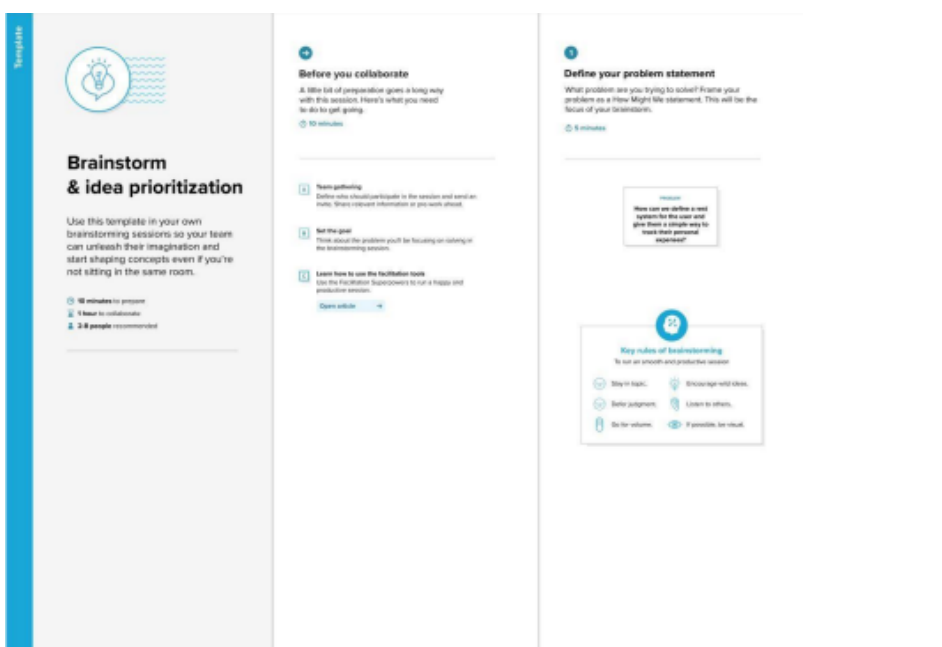 Template
Brainstorm
& idea prioritization
Use this template in your own
brainstorming sessions so your team
can unleash their imagination and
start shaping concepts even if you're
not sitting in the same room.
10 minutes to prepare
1 hour to collaborate
2-8 people recommended
Before you collaborate
A little bit of preparation goes a long way
with this session. Here's what you need
to do to get going.
10 minutes
A
Team gathering
Define who should participate in the session and send an
invite. Share relevant information or pre-work ahead.
B
Set the goal
Think about the problem you'll be focusing on solving in
the brainstorming session.
C
Learn how to use the facilitation tools
Use the Facilitation Superpowers to run a happy and
productive session.
Open article
1
Define your problem statement
What problem are you trying to solve? Frame your
problem as a How Might We statement. This will be the
focus of your brainstorm.
5 minutes
PROBLEM
How can we define a
system for the user and
give them a simple way to
track their personal
expenses?
Key rules of brainstorming
To run an smooth and productive session
Stay in topic.
Encourage wild ideas.
Defer judgment.
Listen to others.
Go for volume.
If possible, be visual.